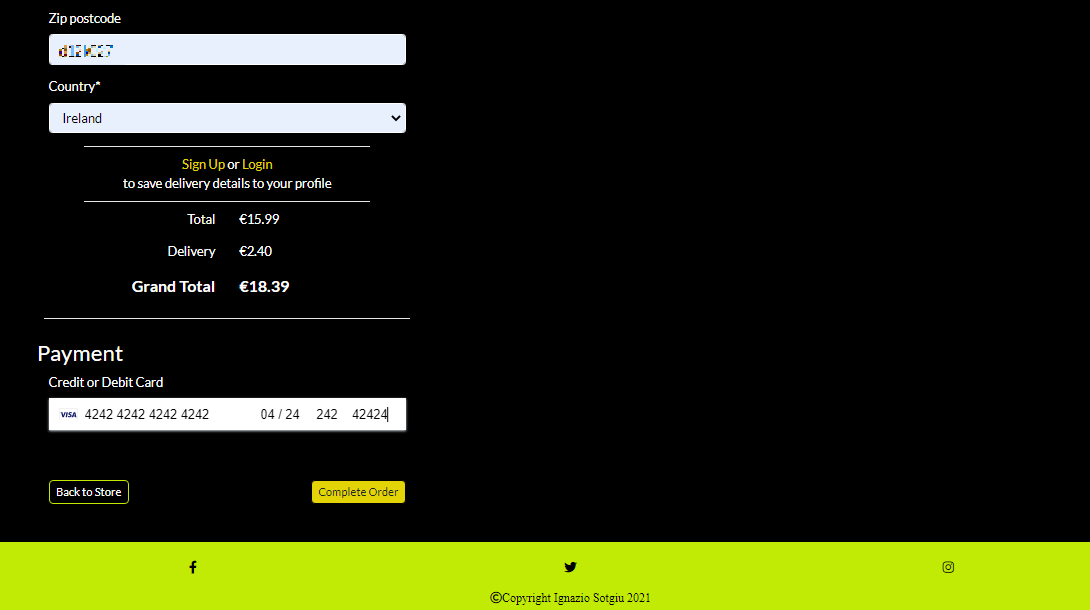 Zip postcode
Country*
Ireland
Sign Up or Login
to save delivery details to your profile
Total €15.99
Delivery €2.40
Grand Total €18.39
Payment
Credit or Debit Card
VISA 4242 4242 4242 4242 04 / 24 242 42424
Back to Store Complete Order
©Copyright Ignazio Sotgiu 2021